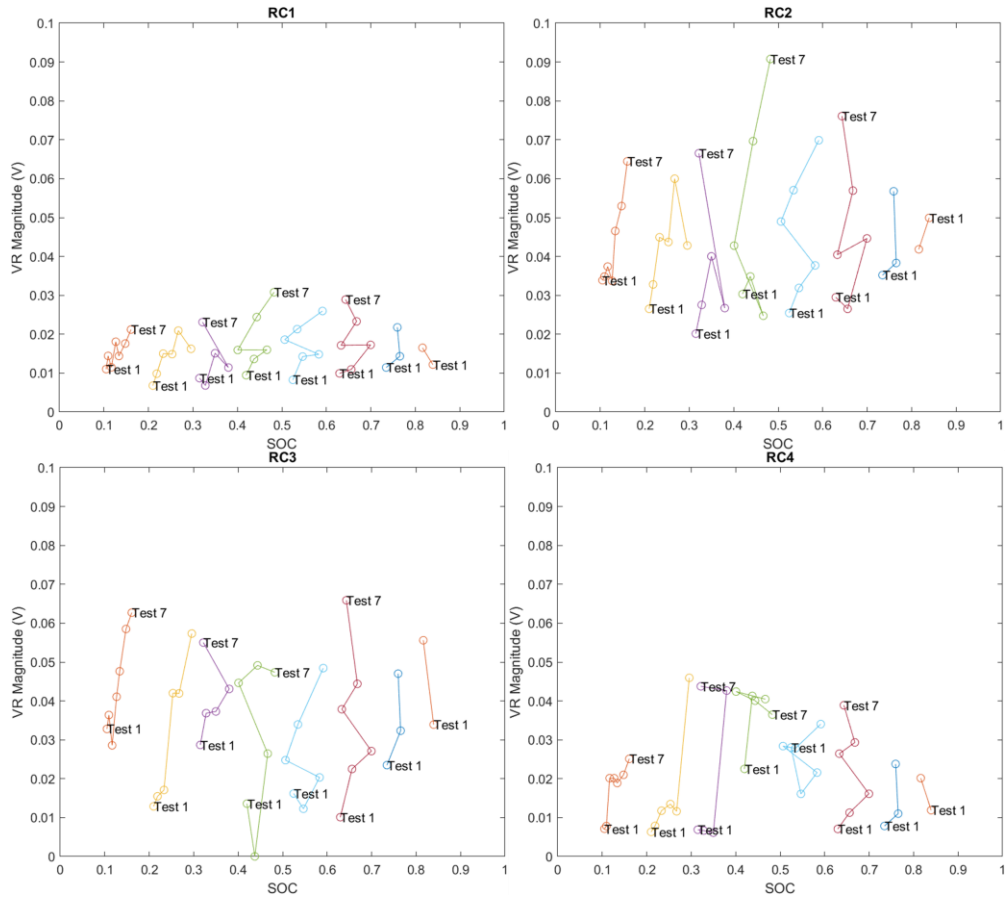 RC1
0.1
0.09
0.08
0.07
0.06
0.05
0.04
0.03
0.02
0.01
0
VR Magnitude (V)
Test 7
Test 7
Test 7
Test 7
Test 1
Test 1
Test 1
Test 1
Test 1
Test 1
Test 1
Test 1
0 0.1 0.2 0.3 0.4 0.5 0.6 0.7 0.8 0.9 1
SOC
RC2
0.1
0.09
0.08
0.07
0.06
0.05
0.04
0.03
0.02
0.01
0
VR Magnitude (V)
Test 7
Test 7
Test 7
Test 7
Test 1
Test 1
Test 1
Test 1
Test 1
Test 1
Test 1
Test 1
0 0.1 0.2 0.3 0.4 0.5 0.6 0.7 0.8 0.9 1
SOC
RC3
0.1
0.09
0.08
0.07
0.06
0.05
0.04
0.03
0.02
0.01
0
VR Magnitude (V)
Test 7
Test 7
Test 7
Test 7
Test 1
Test 1
Test 1
Test 1
Test 1
Test 1
Test 1
Test 1
0 0.1 0.2 0.3 0.4 0.5 0.6 0.7 0.8 0.9 1
SOC
RC4
0.1
0.09
0.08
0.07
0.06
0.05
0.04
0.03
0.02
0.01
0
VR Magnitude (V)
Test 7
Test 7
Test 7
Test 7
Test 1
Test 1
Test 1
Test 1
Test 1
Test 1
Test 1
Test 1
0 0.1 0.2 0.3 0.4 0.5 0.6 0.7 0.8 0.9 1
SOC